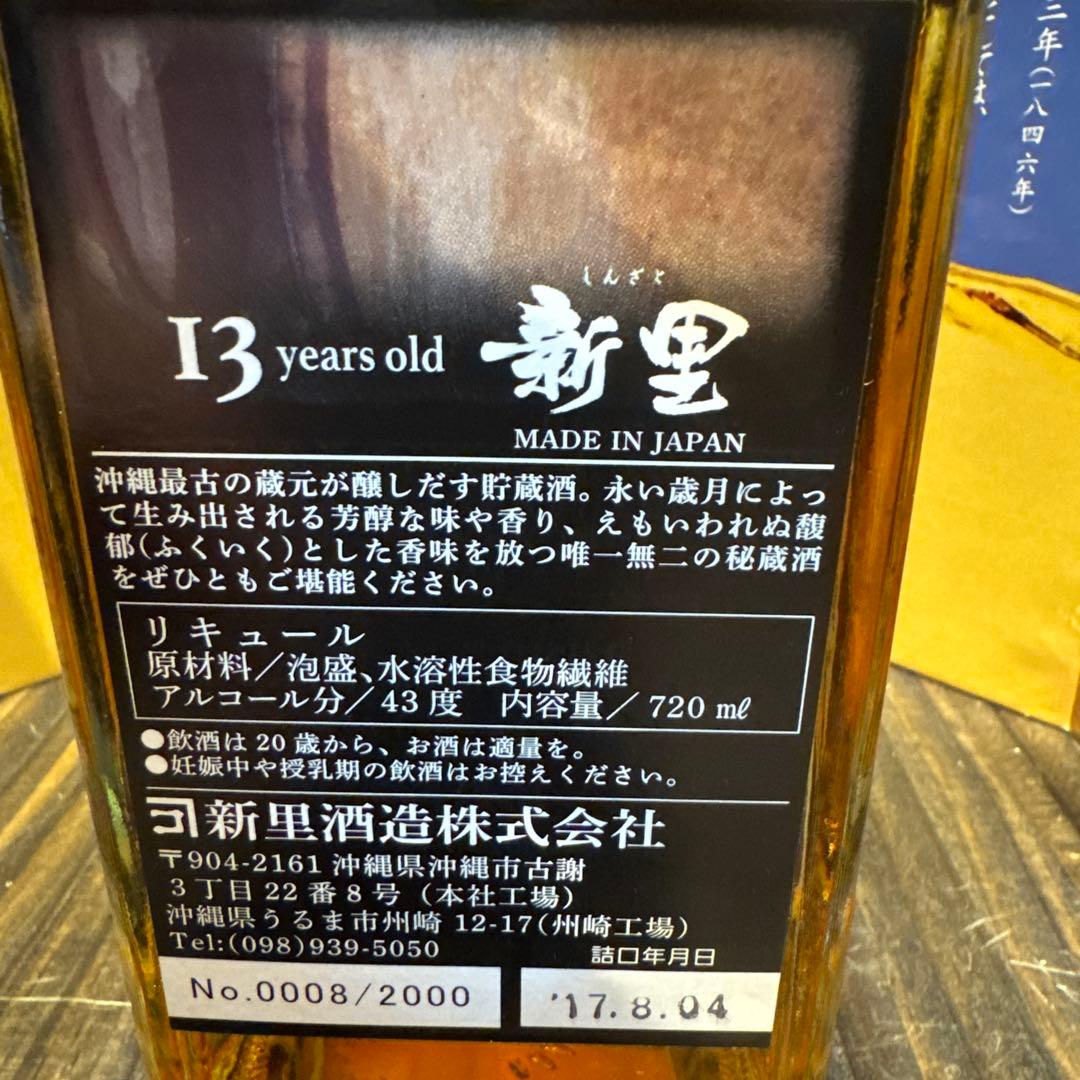 三年(一八四六年)
しては、
13 years old
しんざと
新里
MADE IN JAPAN
沖縄最古の蔵元が醸しだす貯蔵酒。永い歳月によっ
て生み出される芳醇な味や香り、えもいわれぬ馥
郁(ふくいく)とした香味を放つ唯一無二の秘蔵酒
をぜひともご堪能ください。
リキュール
原材料／泡盛、水溶性食物繊維
アルコール分／43度 内容量／720㎖
●飲酒は20歳から、お酒は適量を。
●妊娠中や授乳期の飲酒はお控えください。
新里酒造株式会社
〒904-2161 沖縄県沖縄市古謝
3丁目22番8号（本社工場）
沖縄県うるま市州崎 12-17(州崎工場)
Tel:(098)939-5050
詰口年月日
No.0008/2000
'17.8.04